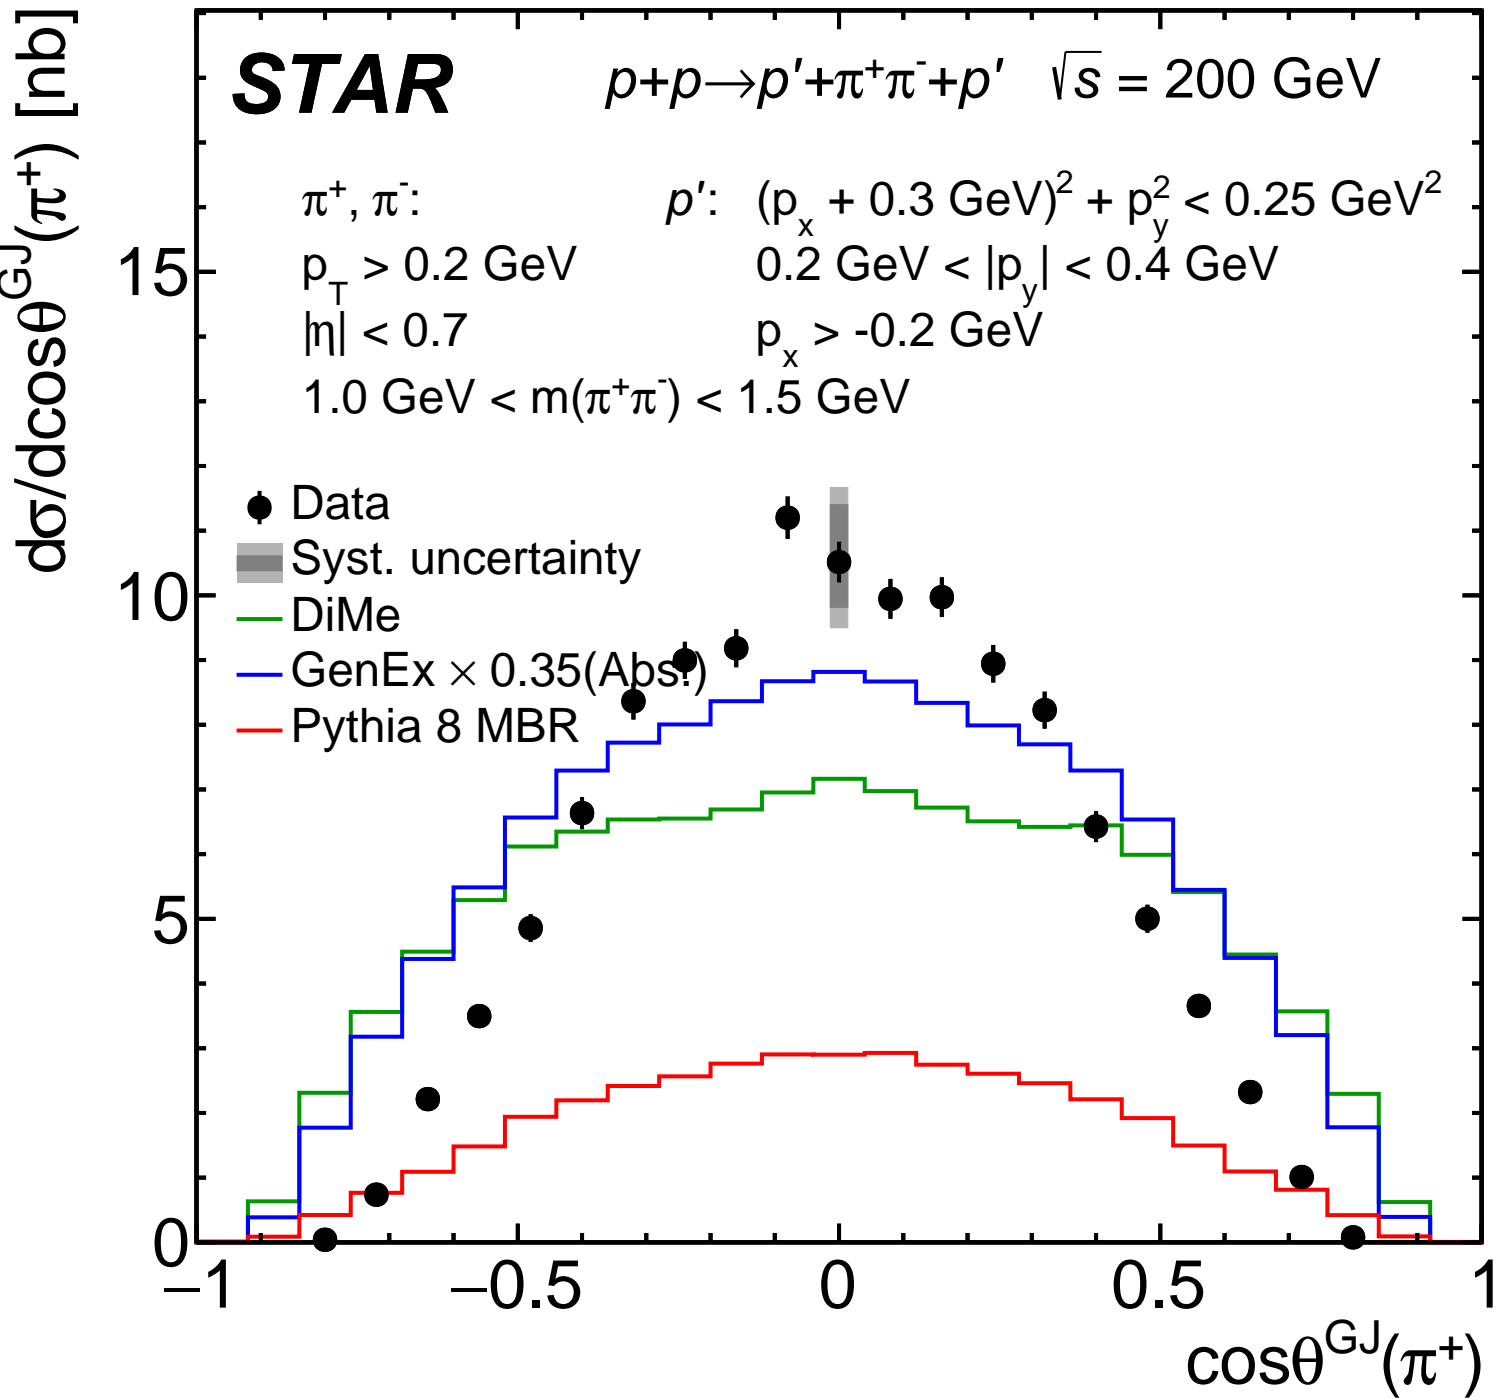 STAR p+p→p′+π⁺π⁻+p′ √s = 200 GeV
π⁺, π⁻: p′: (pₓ + 0.3 GeV)² + p_y² < 0.25 GeV²
p_T > 0.2 GeV 0.2 GeV < |p_y| < 0.4 GeV
|η| < 0.7 pₓ > -0.2 GeV
1.0 GeV < m(π⁺π⁻) < 1.5 GeV
Data
Syst. uncertainty
DiMe
GenEx × 0.35(Abs.)
Pythia 8 MBR
dσ/dcosθ^GJ(π⁺) [nb]
15
10
5
0
−1 −0.5 0 0.5 1
cosθ^GJ(π⁺)